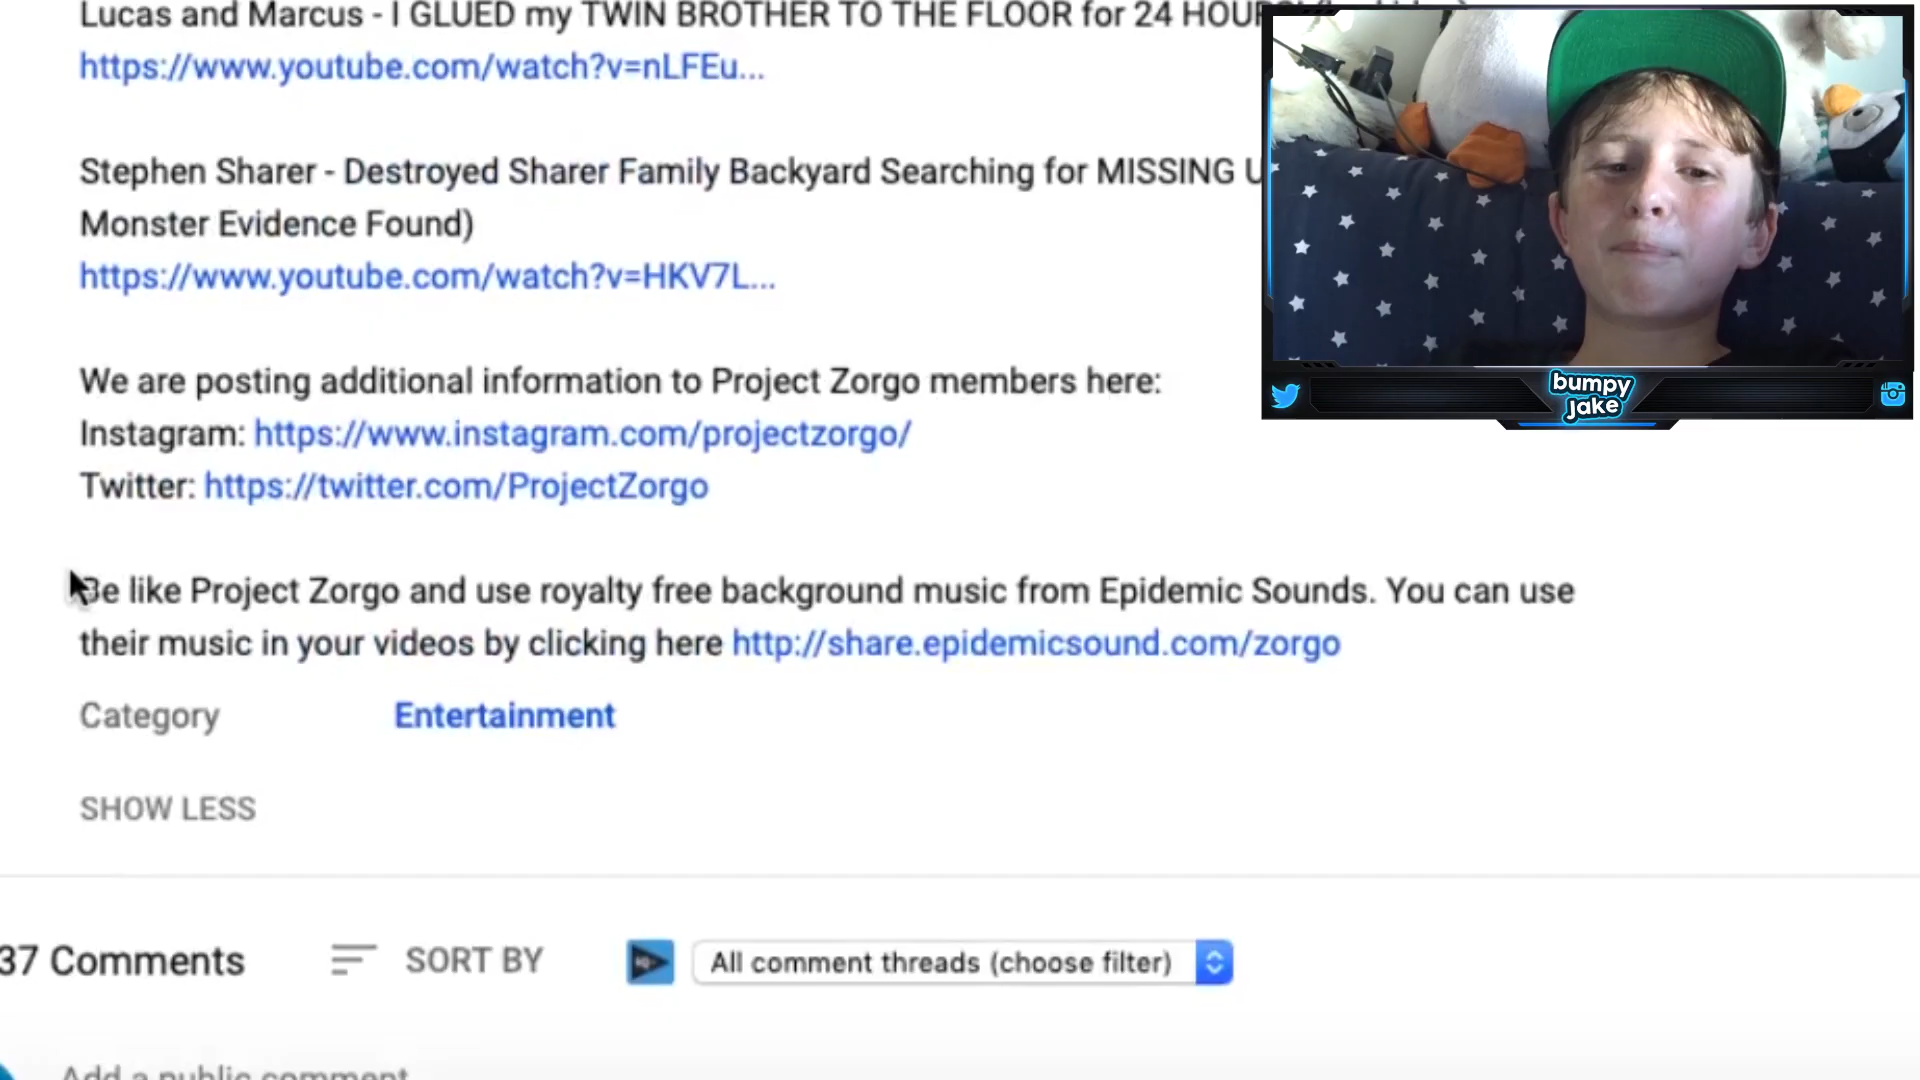 Lucas and Marcus - I GLUED my TWIN BROTHER TO THE FLOOR for 24 HOUR
https://www.youtube.com/watch?v=nLFEu...
Stephen Sharer - Destroyed Sharer Family Backyard Searching for MISSING U
Monster Evidence Found)
https://www.youtube.com/watch?v=HKV7L...
We are posting additional information to Project Zorgo members here:
Instagram: https://www.instagram.com/projectzorgo/
Twitter: https://twitter.com/ProjectZorgo
bumpy
jake
Be like Project Zorgo and use royalty free background music from Epidemic Sounds. You can use
their music in your videos by clicking here http://share.epidemicsound.com/zorgo
Category Entertainment
SHOW LESS
37 Comments SORT BY All comment threads (choose filter)
Add a public comment